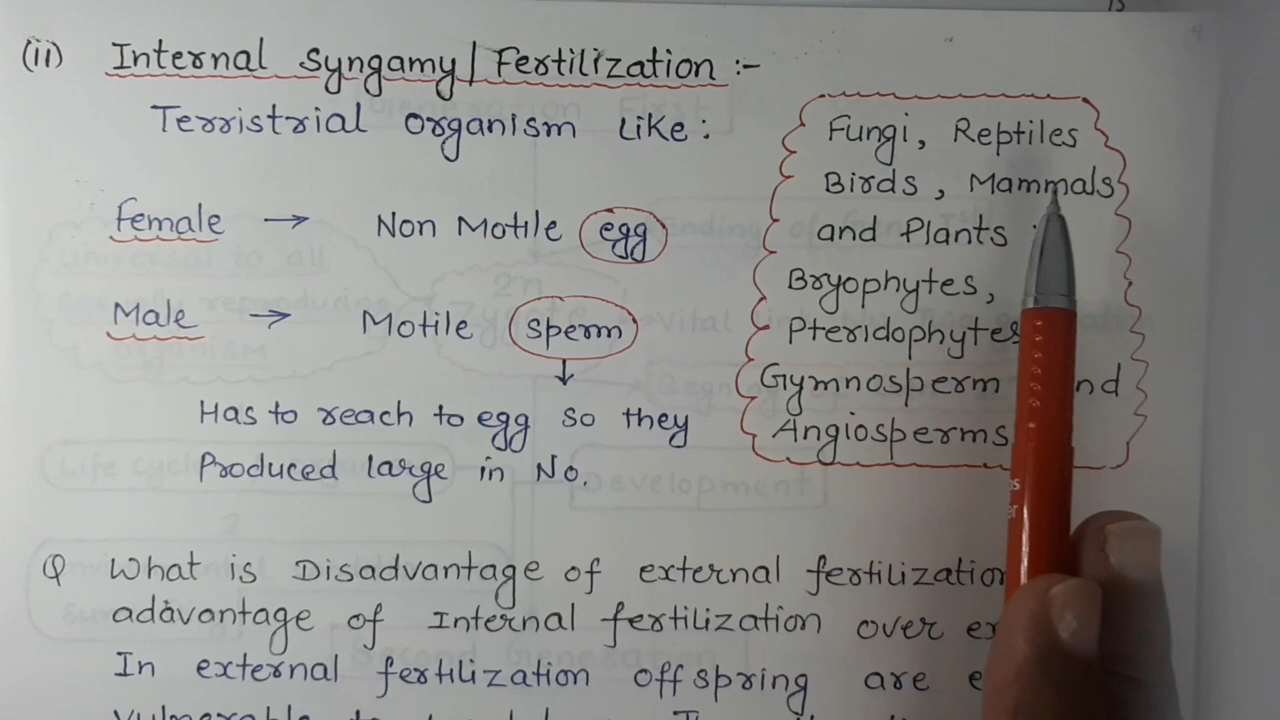 (ii) Internal Syngamy/Fertilization :-
Terristrial organism like :
Female → Non Motile egg
Male → Motile sperm
↓
Has to reach to egg so they
Produced large in No.
Fungi, Reptiles
Birds, Mammals
and Plants
Bryophytes,
Pteridophytes
Gymnosperm and
Angiosperms
Q What is Disadvantage of external fertilization
adavantage of Internal fertilization over
In external fertilization offspring are